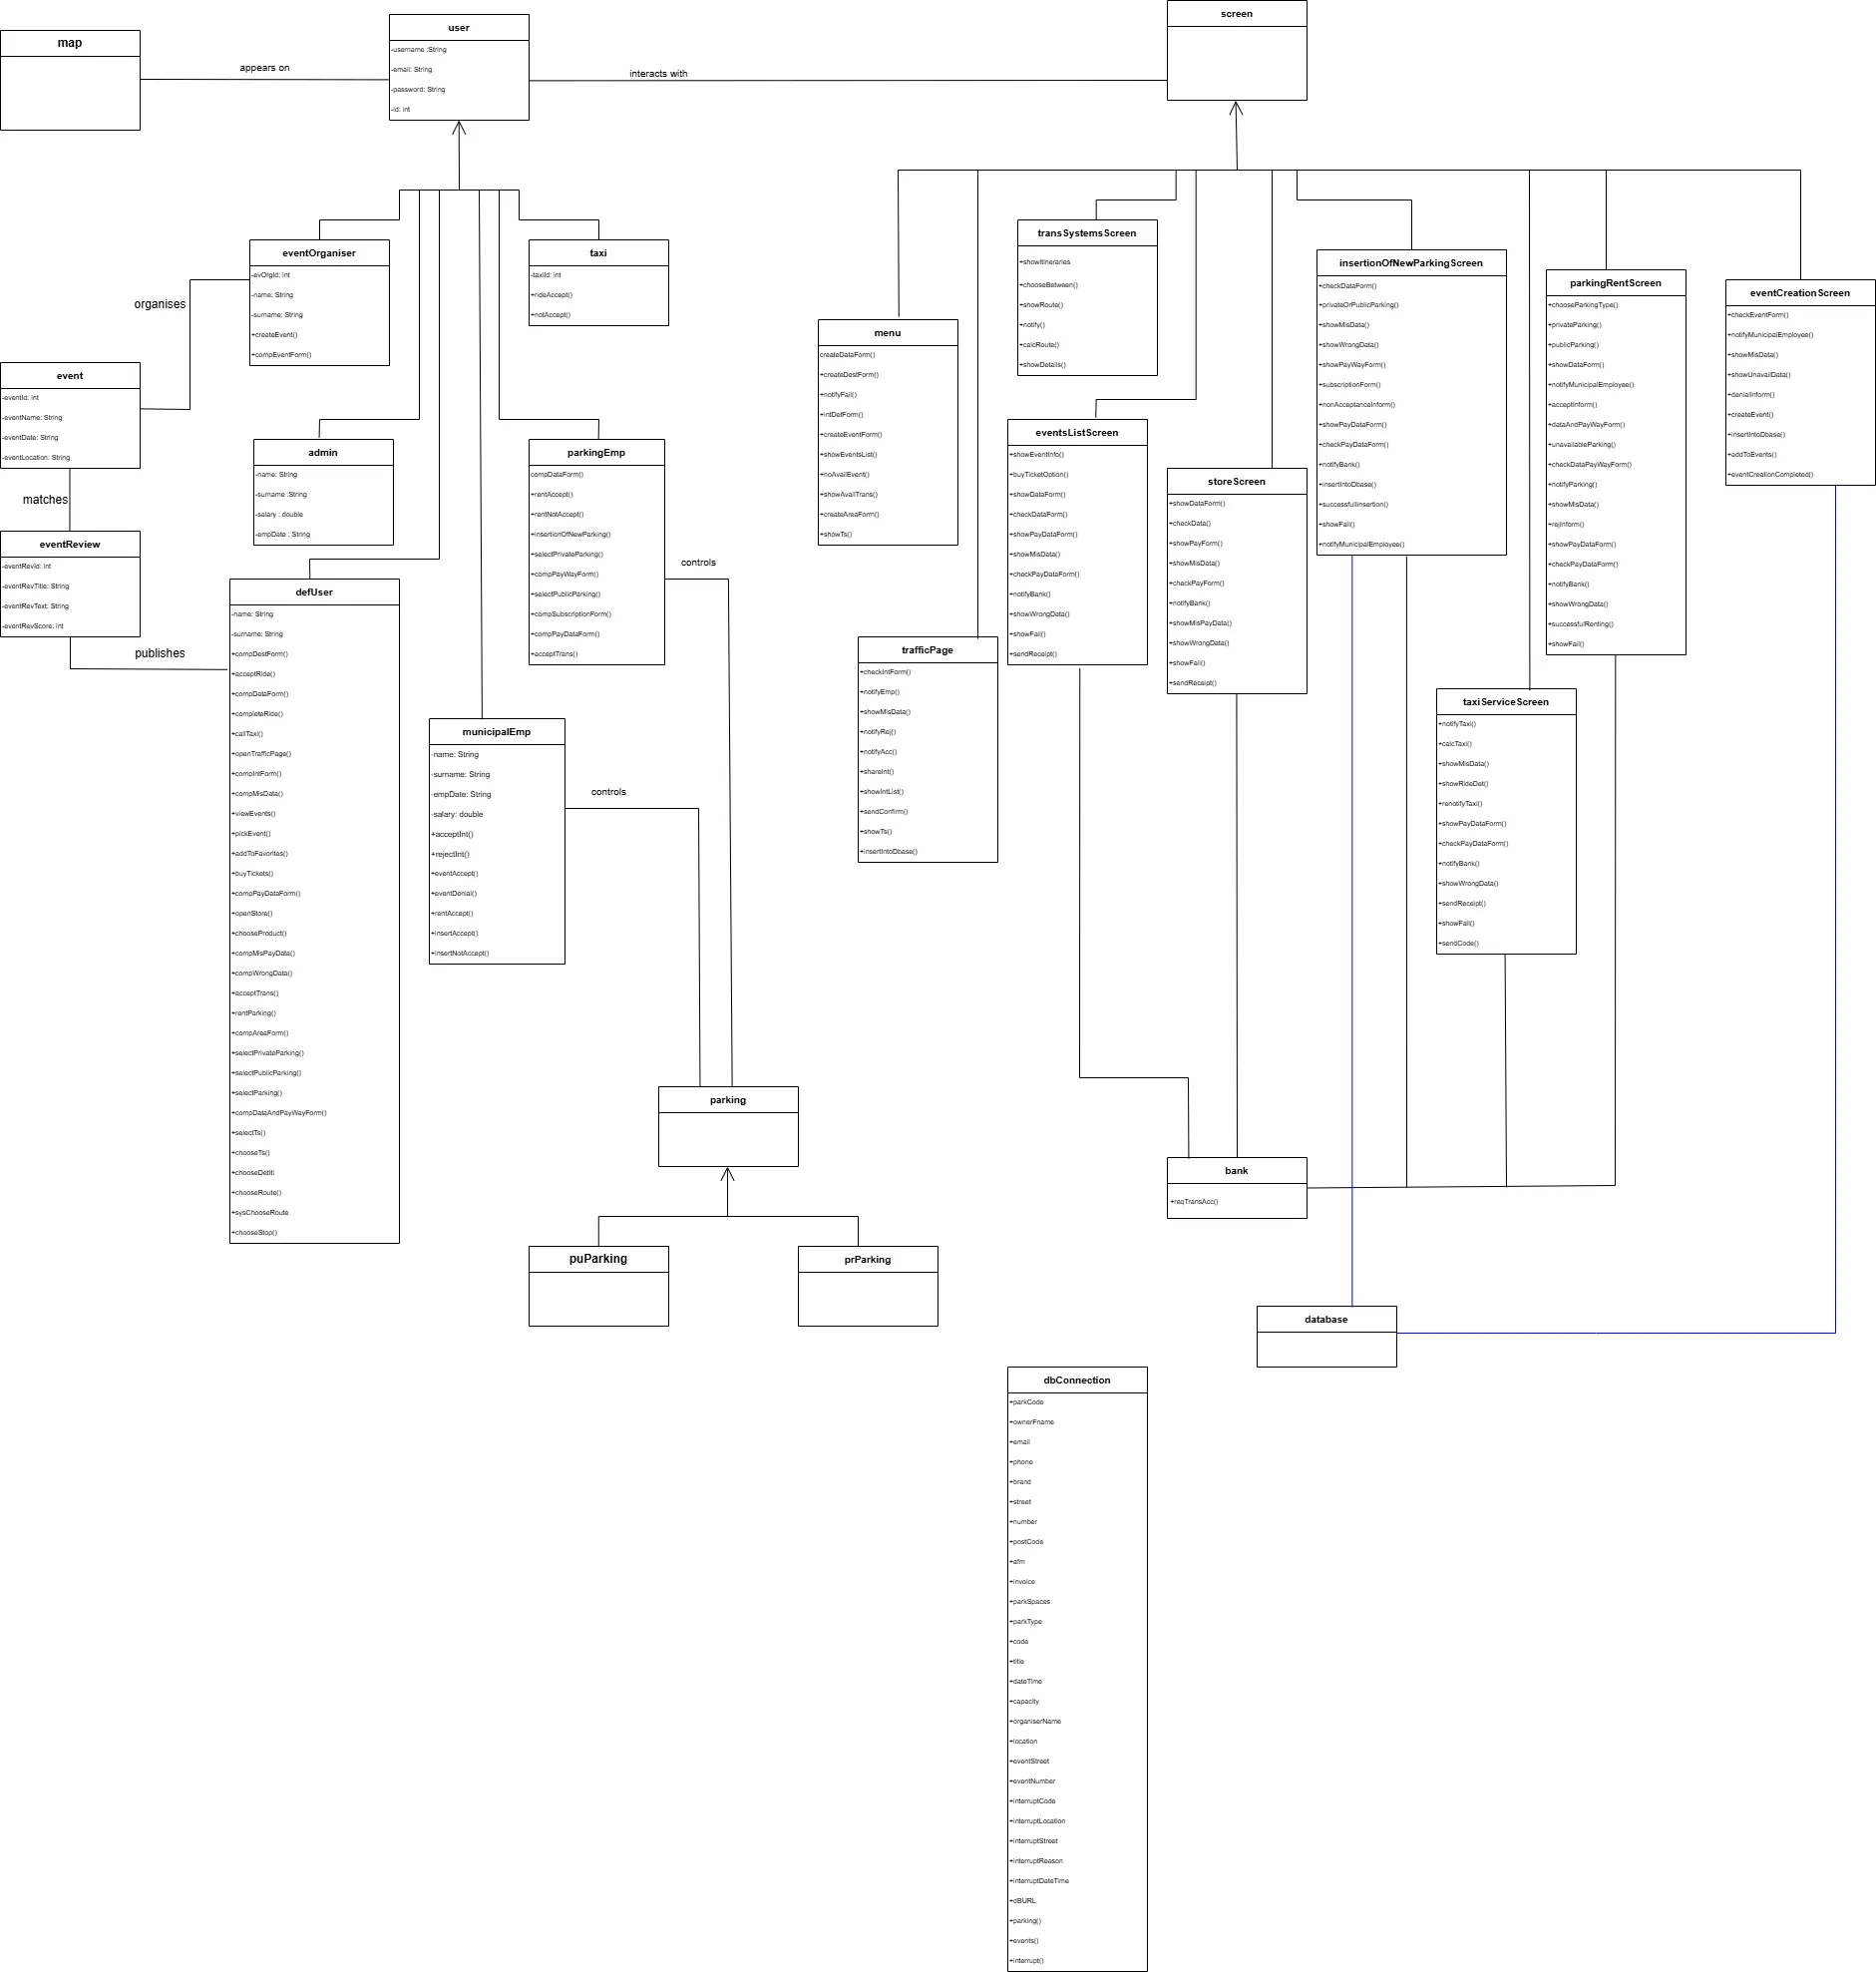 map
appears on
user
-username :String
-email: String
-password: String
-id: int
interacts with
screen
organises
eventOrganiser
-evOrgId: int
-name: String
-surname: String
+createEvent()
+compEventForm()
taxi
-taxiId: int
+rideAccept()
+notAccept()
event
-eventId: int
-eventName: String
-eventDate: String
-eventLocation: String
matches
eventReview
-eventRevId: int
-eventRevTitle: String
-eventRevText: String
-eventRevScore: int
publishes
admin
-name: String
-surname :String
-salary : double
-empDate : String
parkingEmp
compDataForm()
+rentAccept()
+rentNotAccept()
+insertionOfNewParking()
+selectPrivateParking()
+compPayWayForm()
+selectPublicParking()
+compSubscriptionForm()
+compPayDataForm()
+acceptTrans()
controls
defUser
-name: String
-surname: String
+compDestForm()
+acceptRide()
+compDataForm()
+completeRide()
+callTaxi()
+openTrafficPage()
+compIntForm()
+compMisData()
+viewEvents()
+pickEvent()
+addToFavorites()
+buyTickets()
+compPayDataForm()
+openStore()
+chooseProduct()
+compMisPayData()
+compWrongData()
+acceptTrans()
+rentParking()
+compAreaForm()
+selectPrivateParking()
+selectPublicParking()
+selectParking()
+compDataAndPayWayForm()
+selectTs()
+chooseTs()
+chooseDetIti
+chooseRoute()
+sysChooseRoute
+chooseStop()
municipalEmp
-name: String
-surname: String
-empDate: String
-salary: double
+acceptInt()
+rejectInt()
+eventAccept()
+eventDenial()
+rentAccept()
+insertAccept()
+insertNotAccept()
controls
parking
puParking
prParking
menu
createDataForm()
+createDestForm()
+notifyFail()
+intDetForm()
+createEventForm()
+showEventsList()
+noAvailEvent()
+showAvailTrans()
+createAreaForm()
+showTs()
trafficPage
+checkIntForm()
+notifyEmp()
+showMisData()
+notifyRej()
+notifyAcc()
+shareInt()
+showIntList()
+sendConfirm()
+showTs()
+insertIntoDbase()
transSystemsScreen
+showItineraries
+chooseBetween()
+showRoute()
+notify()
+calcRoute()
+showDetails()
eventsListScreen
+showEventInfo()
+buyTicketOption()
+showDataForm()
+checkDataForm()
+showPayDataForm()
+showMisData()
+checkPayDataForm()
+notifyBank()
+showWrongData()
+showFail()
+sendReceipt()
storeScreen
+showDataForm()
+checkData()
+showPayForm()
+showMisData()
+checkPayForm()
+notifyBank()
+showMisPayData()
+showWrongData()
+showFail()
+sendReceipt()
insertionOfNewParkingScreen
+checkDataForm()
+privateOrPublicParking()
+showMisData()
+showWrongData()
+showPayWayForm()
+subscriptionForm()
+nonAcceptanceInform()
+showPayDataForm()
+checkPayDataForm()
+notifyBank()
+insertIntoDbase()
+successfulInsertion()
+showFail()
+notifyMunicipalEmployee()
parkingRentScreen
+chooseParkingType()
+privateParking()
+publicParking()
+showDataForm()
+notifyMunicipalEmployee()
+acceptInform()
+dataAndPayWayForm()
+unavailableParking()
+checkDataPayWayForm()
+notifyParking()
+showMisData()
+rejInform()
+showPayDataForm()
+checkPayDataForm()
+notifyBank()
+showWrongData()
+successfulRenting()
+showFail()
eventCreationScreen
+checkEventForm()
+notifyMunicipalEmployee()
+showMisData()
+showUnavailData()
+denialInform()
+createEvent()
+insertIntoDbase()
+addToEvents()
+eventCreationCompleted()
taxiServiceScreen
+notifyTaxi()
+calcTaxi()
+showMisData()
+showRideDet()
+renotifyTaxi()
+showPayDataForm()
+checkPayDataForm()
+notifyBank()
+showWrongData()
+sendReceipt()
+showFail()
+sendCode()
bank
+reqTransAcc()
database
dbConnection
+parkCode
+ownerFname
+email
+phone
+brand
+street
+number
+postCode
+afm
+invoice
+parkSpaces
+parkType
+code
+title
+dateTime
+capacity
+organiserName
+location
+eventStreet
+eventNumber
+interruptCode
+interruptLocation
+interruptStreet
+interruptReason
+interruptDateTime
+dBURL
+parking()
+events()
+interrupt()